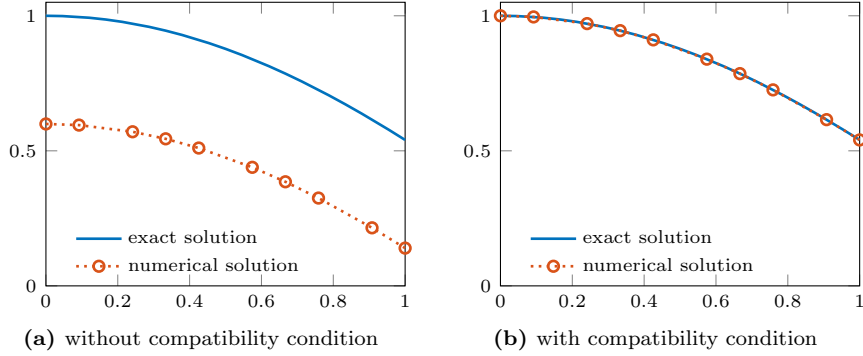 1
0.5
0
exact solution
numerical solution
0 0.2 0.4 0.6 0.8 1
(a) without compatibility condition
1
0.5
0
exact solution
numerical solution
0 0.2 0.4 0.6 0.8 1
(b) with compatibility condition